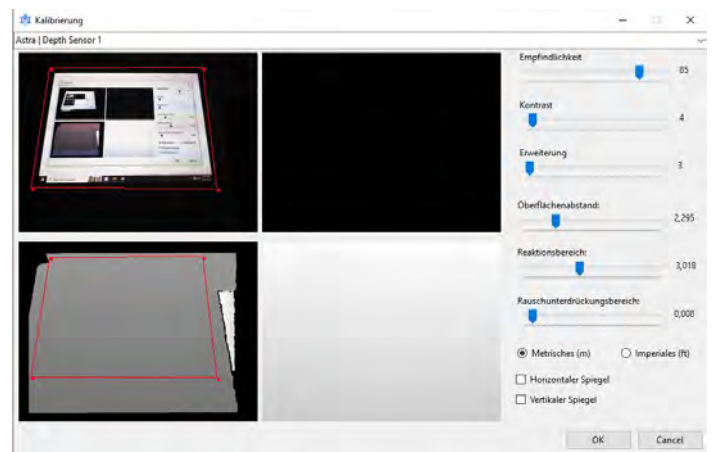 Kalibrierung
Astra | Depth Sensor 1
Empfindlichkeit
85
Kontrast
4
Erweiterung
3
Oberflächenabstand:
2,295
Reaktionsbereich:
3,018
Rauschunterdrückungsbereich:
0,008
Metrisches (m) Imperiales (ft)
Horizontaler Spiegel
Vertikaler Spiegel
OK Cancel